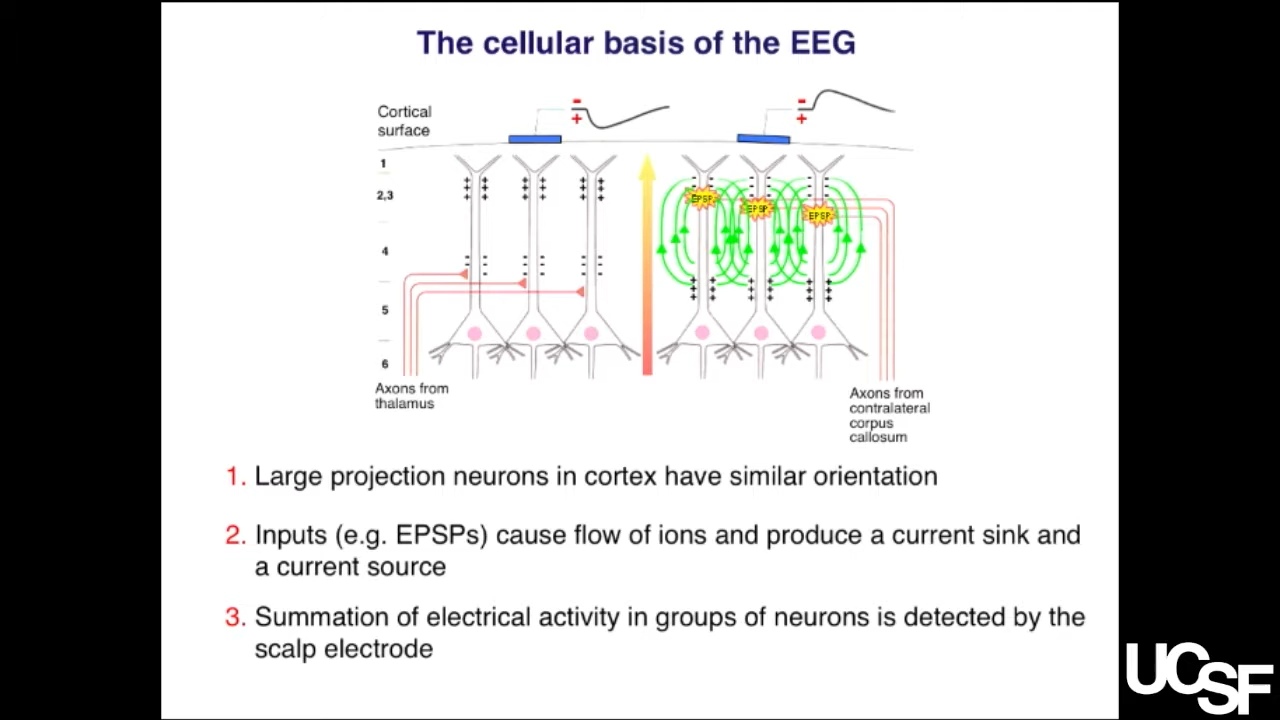 The cellular basis of the EEG
Cortical
surface
-
+
-
+
1
2,3
4
5
6
EPSP
EPSP
EPSP
Axons from
thalamus
Axons from
contralateral
corpus
callosum
1. Large projection neurons in cortex have similar orientation
2. Inputs (e.g. EPSPs) cause flow of ions and produce a current sink and
a current source
3. Summation of electrical activity in groups of neurons is detected by the
scalp electrode
UCSF